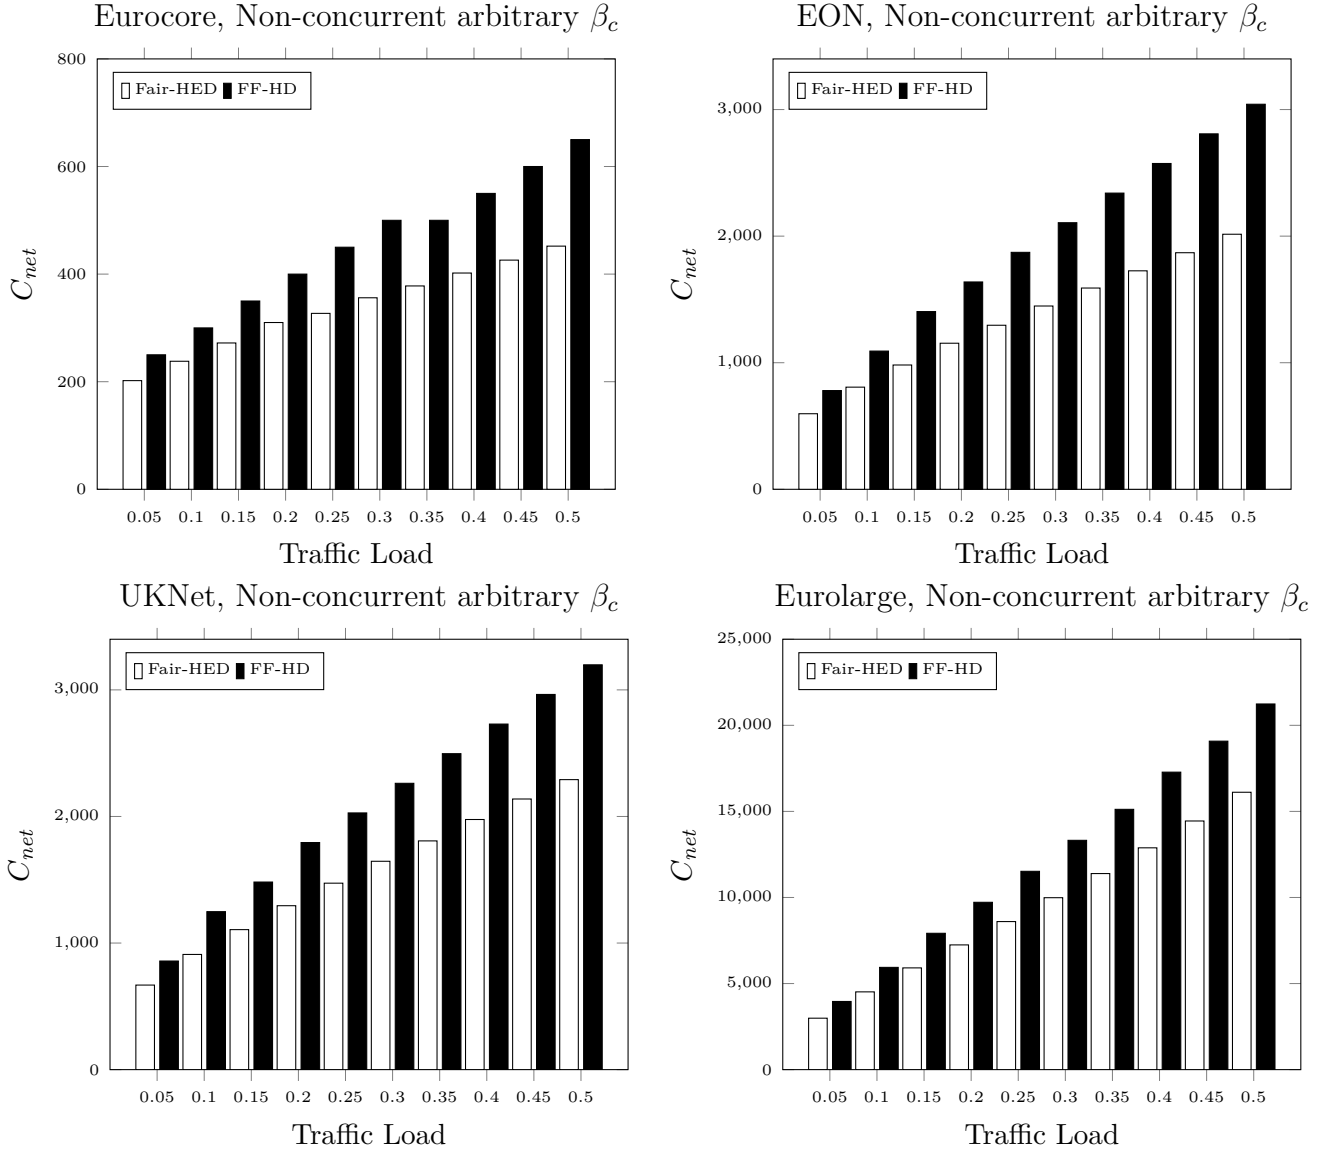 Eurocore, Non-concurrent arbitrary βc
Fair-HED FF-HD
800
600
400
200
0
Cnet
0.05 0.1 0.15 0.2 0.25 0.3 0.35 0.4 0.45 0.5
Traffic Load
EON, Non-concurrent arbitrary βc
Fair-HED FF-HD
3,000
2,000
1,000
0
Cnet
0.05 0.1 0.15 0.2 0.25 0.3 0.35 0.4 0.45 0.5
Traffic Load
UKNet, Non-concurrent arbitrary βc
Fair-HED FF-HD
3,000
2,000
1,000
0
Cnet
0.05 0.1 0.15 0.2 0.25 0.3 0.35 0.4 0.45 0.5
Traffic Load
Eurolarge, Non-concurrent arbitrary βc
Fair-HED FF-HD
25,000
20,000
15,000
10,000
5,000
0
Cnet
0.05 0.1 0.15 0.2 0.25 0.3 0.35 0.4 0.45 0.5
Traffic Load